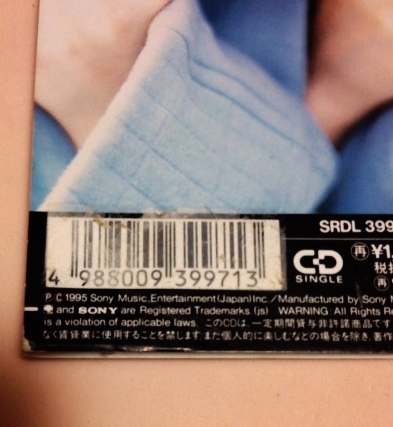 SRDL 399
再 ¥1,
CD
SINGLE
税
再
4 988009 399713
P C 1995 Sony Music Entertainment (Japan) Inc. / Manufactured by Sony M
and SONY are Registered Trademarks (js) WARNING: All Rights Re
is a violation of applicable laws. このCDは、一定期間貸与非許諾商品です
なく賃貸業に使用することを禁します。また個人的に楽しむなどの場合を除き、著作